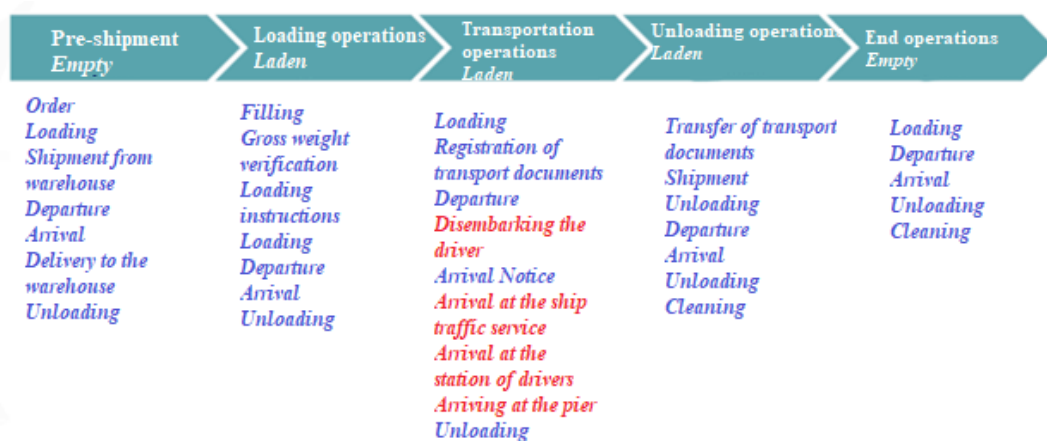 Pre-shipment
Empty
Loading operations
Laden
Transportation
operations
Laden
Unloading operations
Laden
End operations
Empty
Order
Loading
Shipment from
warehouse
Departure
Arrival
Delivery to the
warehouse
Unloading
Filling
Gross weight
verification
Loading
instructions
Loading
Departure
Arrival
Unloading
Loading
Registration of
transport documents
Departure
Disembarking the
driver
Arrival Notice
Arrival at the ship
traffic service
Arrival at the
station of drivers
Arriving at the pier
Unloading
Transfer of transport
documents
Shipment
Unloading
Departure
Arrival
Unloading
Cleaning
Loading
Departure
Arrival
Unloading
Cleaning